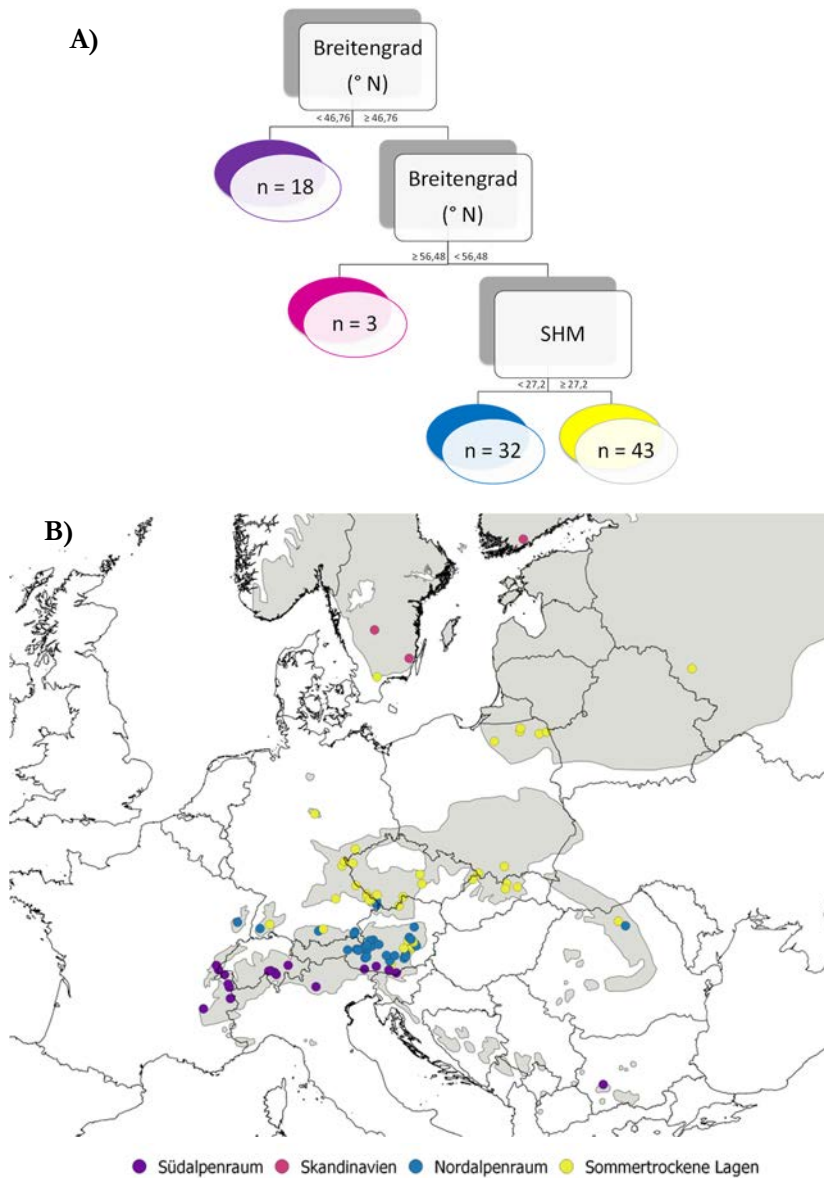 A)
Breitengrad
(° N)
< 46,76 ≥ 46,76
n = 18
Breitengrad
(° N)
≥ 56,48 < 56,48
n = 3
SHM
< 27,2 ≥ 27,2
n = 32
n = 43
B)
Südalpenraum Skandinavien Nordalpenraum Sommertrockene Lagen